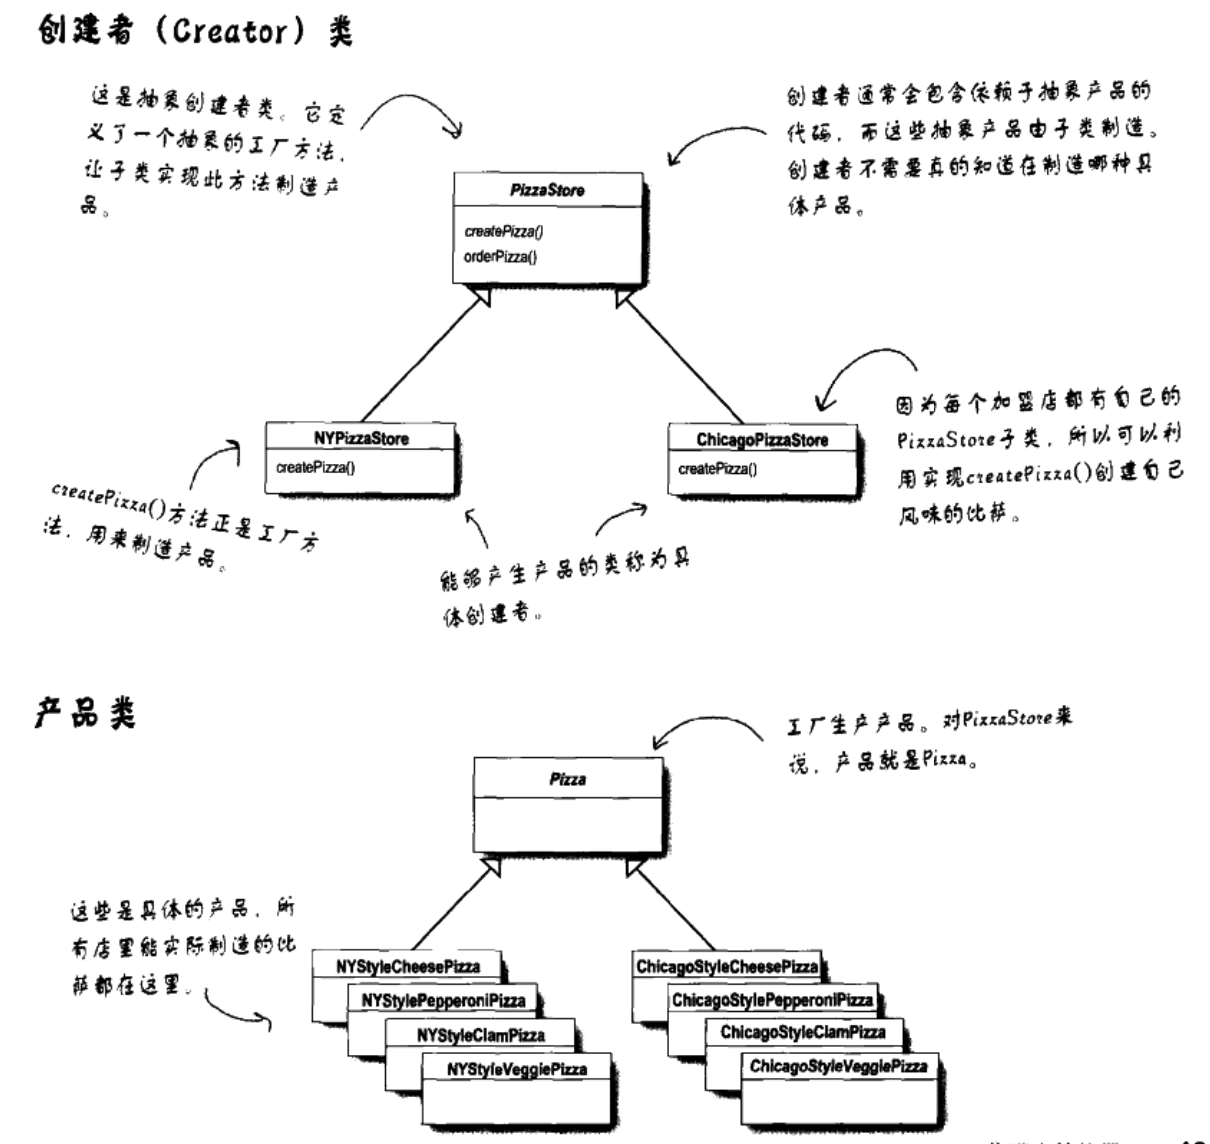 创建者（Creator）类
这是抽象创建者类。它定
义了一个抽象的工厂方法，
让子类实现此方法制造产
品。
创建者通常会包含依赖于抽象产品的
代码，而这些抽象产品由子类制造。
创建者不需要真的知道在制造哪种具
体产品。
PizzaStore
createPizza()
orderPizza()
NYPizzaStore
createPizza()
ChicagoPizzaStore
createPizza()
因为每个加盟店都有自己的
PizzaStore子类，所以可以利
用实现createPizza()创建自己
风味的比萨。
createPizza()方法正是工厂方
法，用来制造产品。
能够产生产品的类称为具
体创建者。
产品类
工厂生产产品。对PizzaStore来
说，产品就是Pizza。
Pizza
这些是具体的产品，所
有店里能实际制造的比
萨都在这里。
NYStyleCheesePizza
NYStylePepperoniPizza
NYStyleClamPizza
NYStyleVeggiePizza
ChicagoStyleCheesePizza
ChicagoStylePepperoniPizza
ChicagoStyleClamPizza
ChicagoStyleVeggiePizza